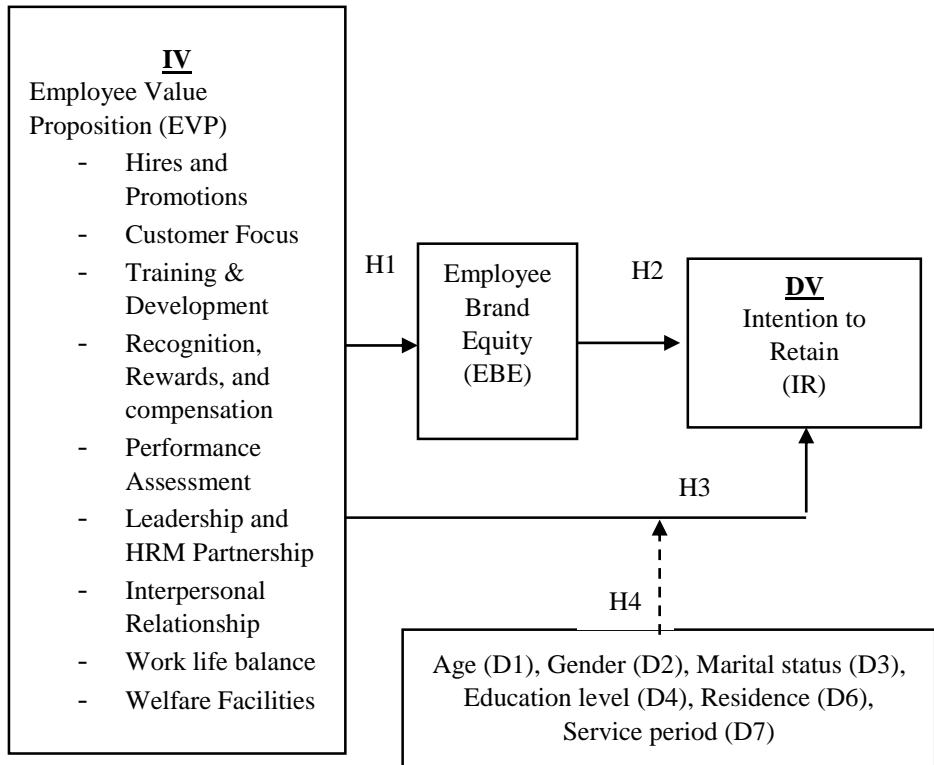 IV
Employee Value
Proposition (EVP)
- Hires and
Promotions
- Customer Focus
- Training &
Development
- Recognition,
Rewards, and
compensation
- Performance
Assessment
- Leadership and
HRM Partnership
- Interpersonal
Relationship
- Work life balance
- Welfare Facilities
H1
Employee
Brand
Equity
(EBE)
H2
DV
Intention to
Retain
(IR)
H3
H4
Age (D1), Gender (D2), Marital status (D3),
Education level (D4), Residence (D6),
Service period (D7)